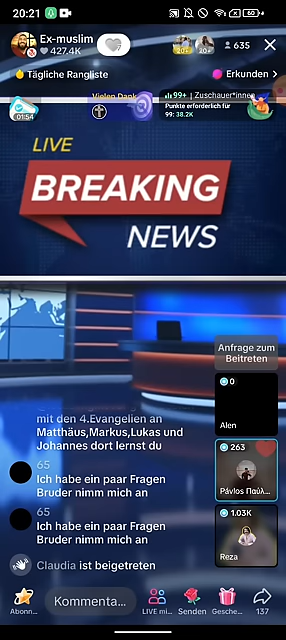 20:21
Ex-muslim
427.4K
20+
20+
635
Tägliche Rangliste
Erkunden >
01:54
Vielen Dank
99+ | Zuschauer*innen
Punkte erforderlich für
99: 38.2K
LIVE
BREAKING
NEWS
Anfrage zum
Beitreten
0
Alen
mit den 4.Evangelien an
Matthäus,Markus,Lukas und
Johannes dort lernst du
263
Pávlos Παύλ...
65
Ich habe ein paar Fragen
Bruder nimm mich an
65
Ich habe ein paar Fragen
Bruder nimm mich an
1.03K
Reza
Claudia ist beigetreten
Abonn...
Kommenta...
LIVE mi...
Senden
Gesche...
137